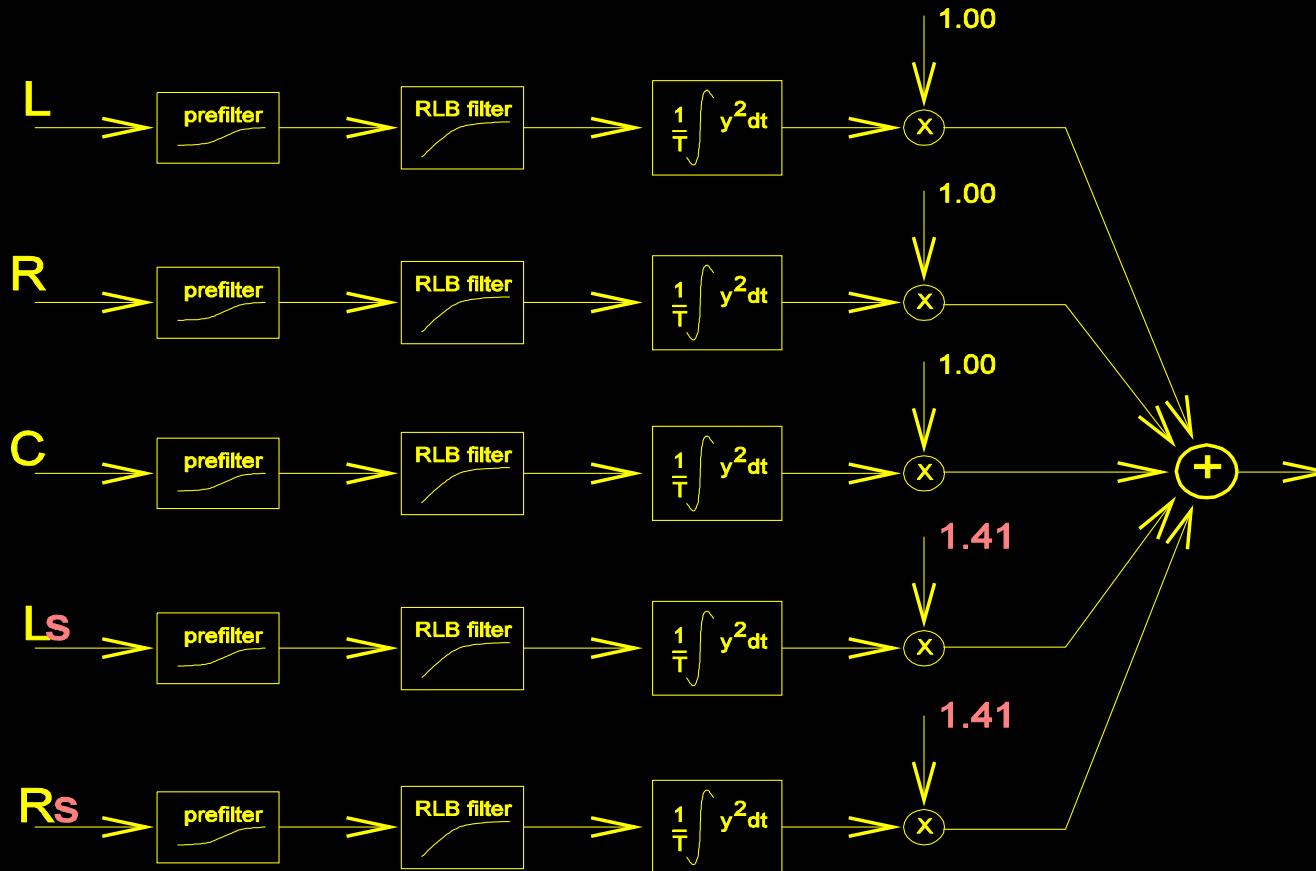 1.00
L
prefilter
RLB filter
1/T ∫ y²dt
X
1.00
R
prefilter
RLB filter
1/T ∫ y²dt
X
1.00
C
prefilter
RLB filter
1/T ∫ y²dt
X
+
1.41
Ls
prefilter
RLB filter
1/T ∫ y²dt
X
1.41
Rs
prefilter
RLB filter
1/T ∫ y²dt
X